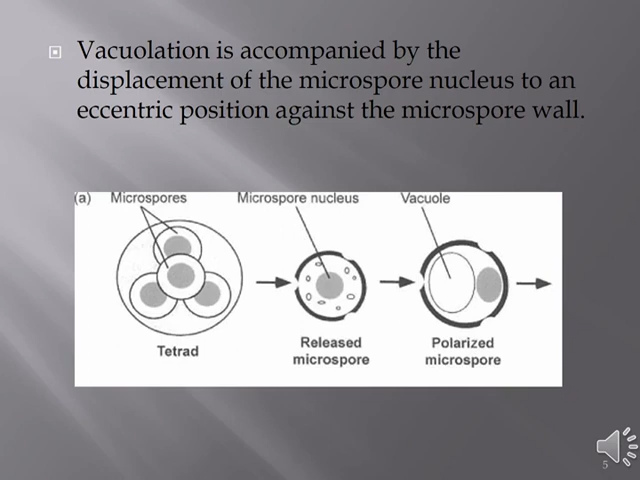 Vacuolation is accompanied by the
displacement of the microspore nucleus to an
eccentric position against the microspore wall.
(a) Microspores Microspore nucleus Vacuole
Tetrad
Released
microspore
Polarized
microspore
5